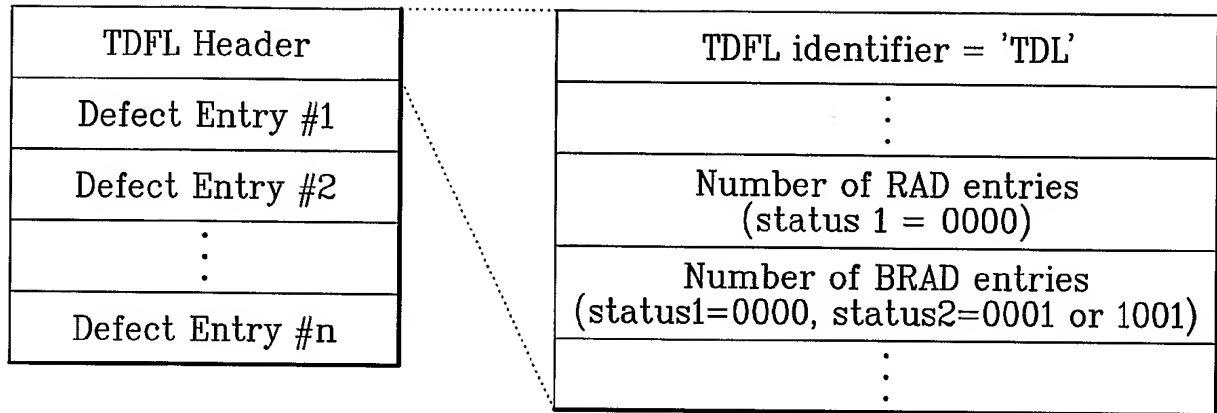 TDFL Header
Defect Entry #1
Defect Entry #2
Defect Entry #n
TDFL identifier = 'TDL'
Number of RAD entries
(status 1 = 0000)
Number of BRAD entries
(status1=0000, status2=0001 or 1001)